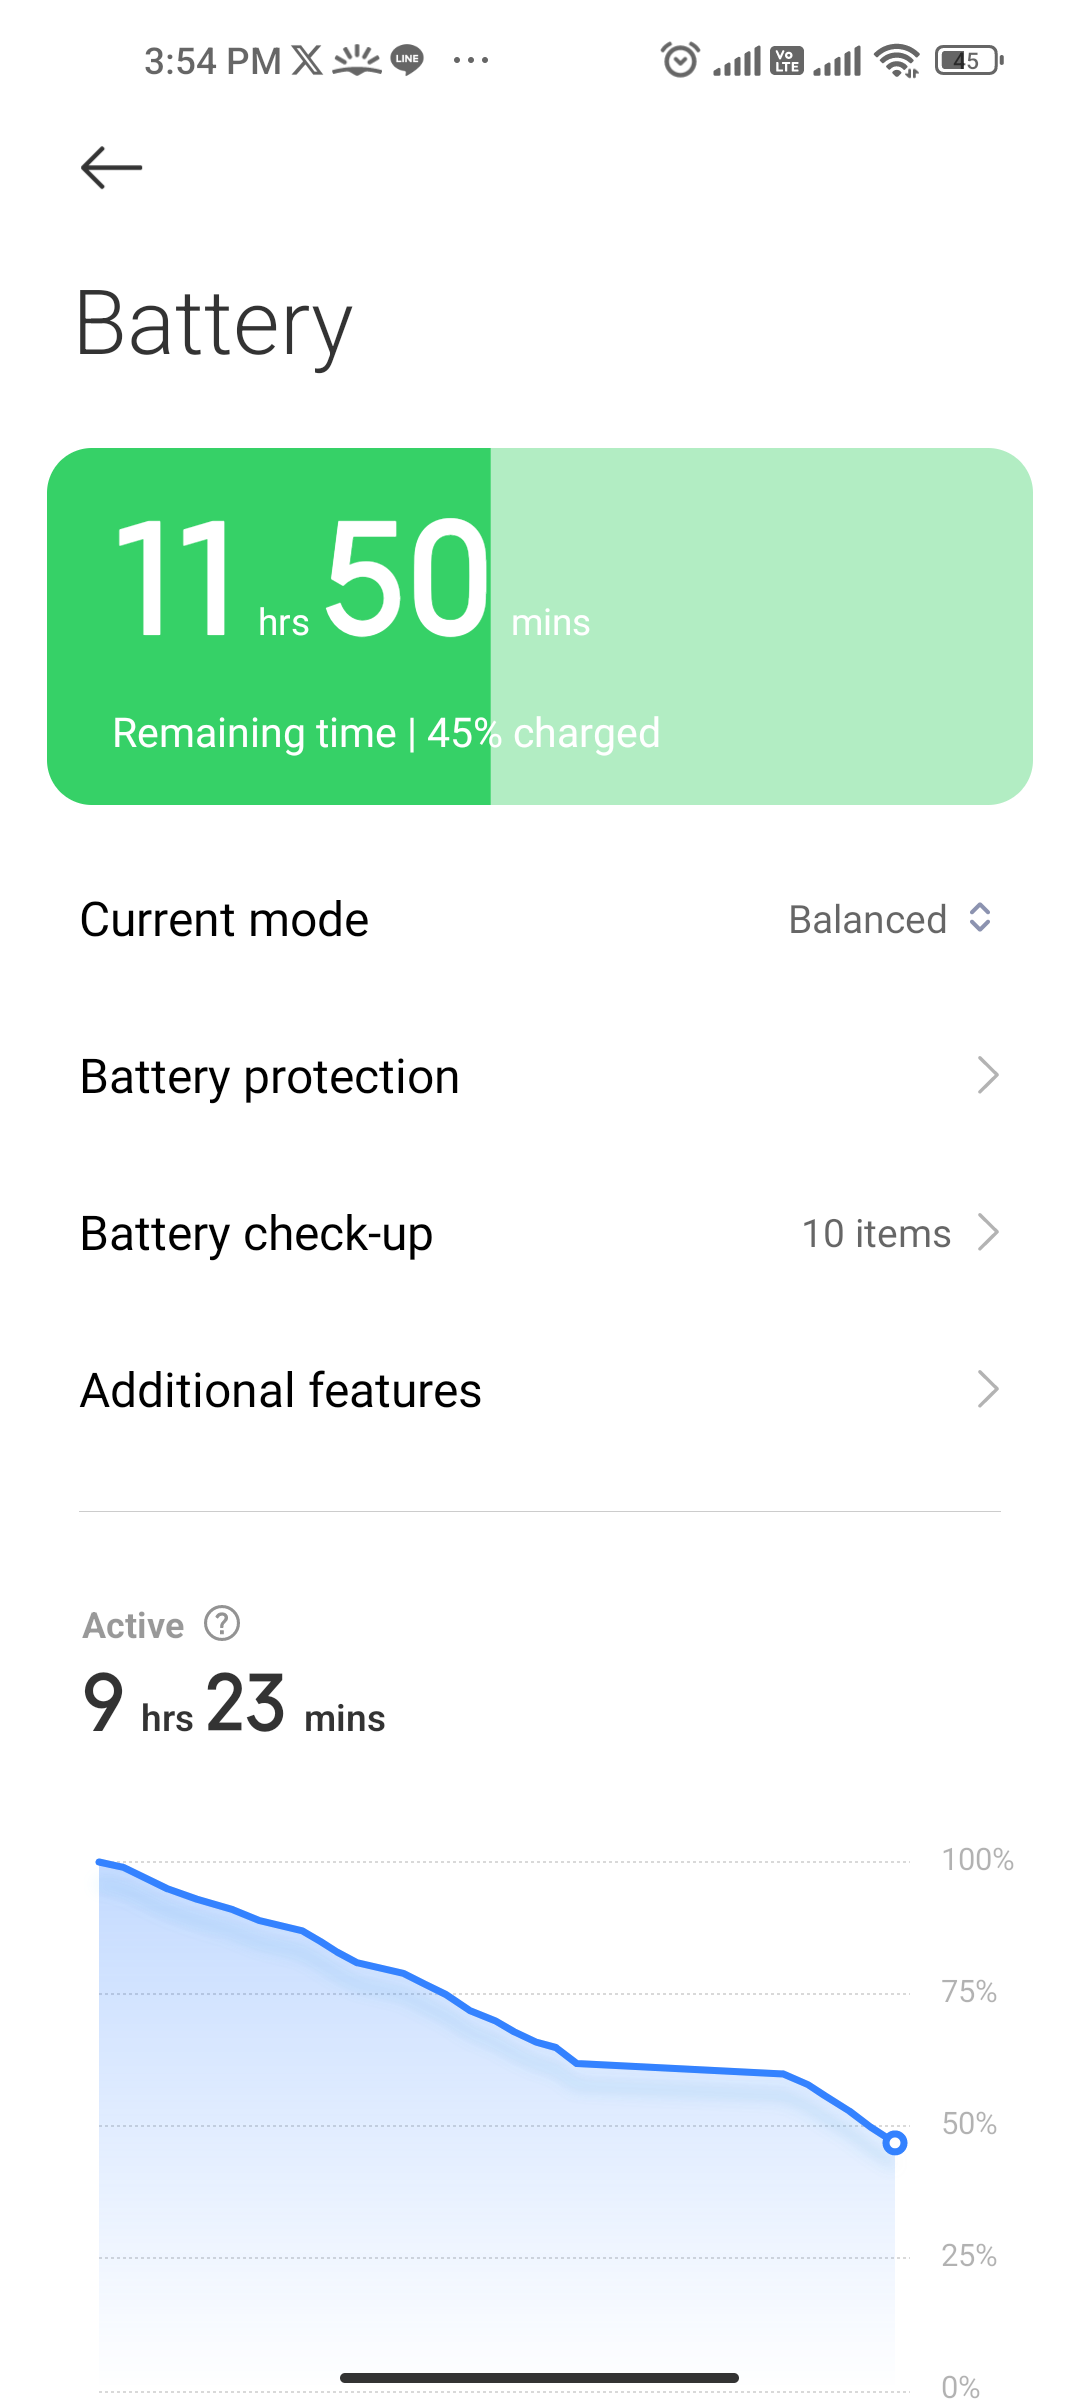 3:54 PM LINE ... Vo LTE 45
Battery
11 hrs 50 mins
Remaining time | 45% charged
Current mode Balanced
Battery protection
Battery check-up 10 items
Additional features
Active ?
9 hrs 23 mins
100%
75%
50%
25%
0%